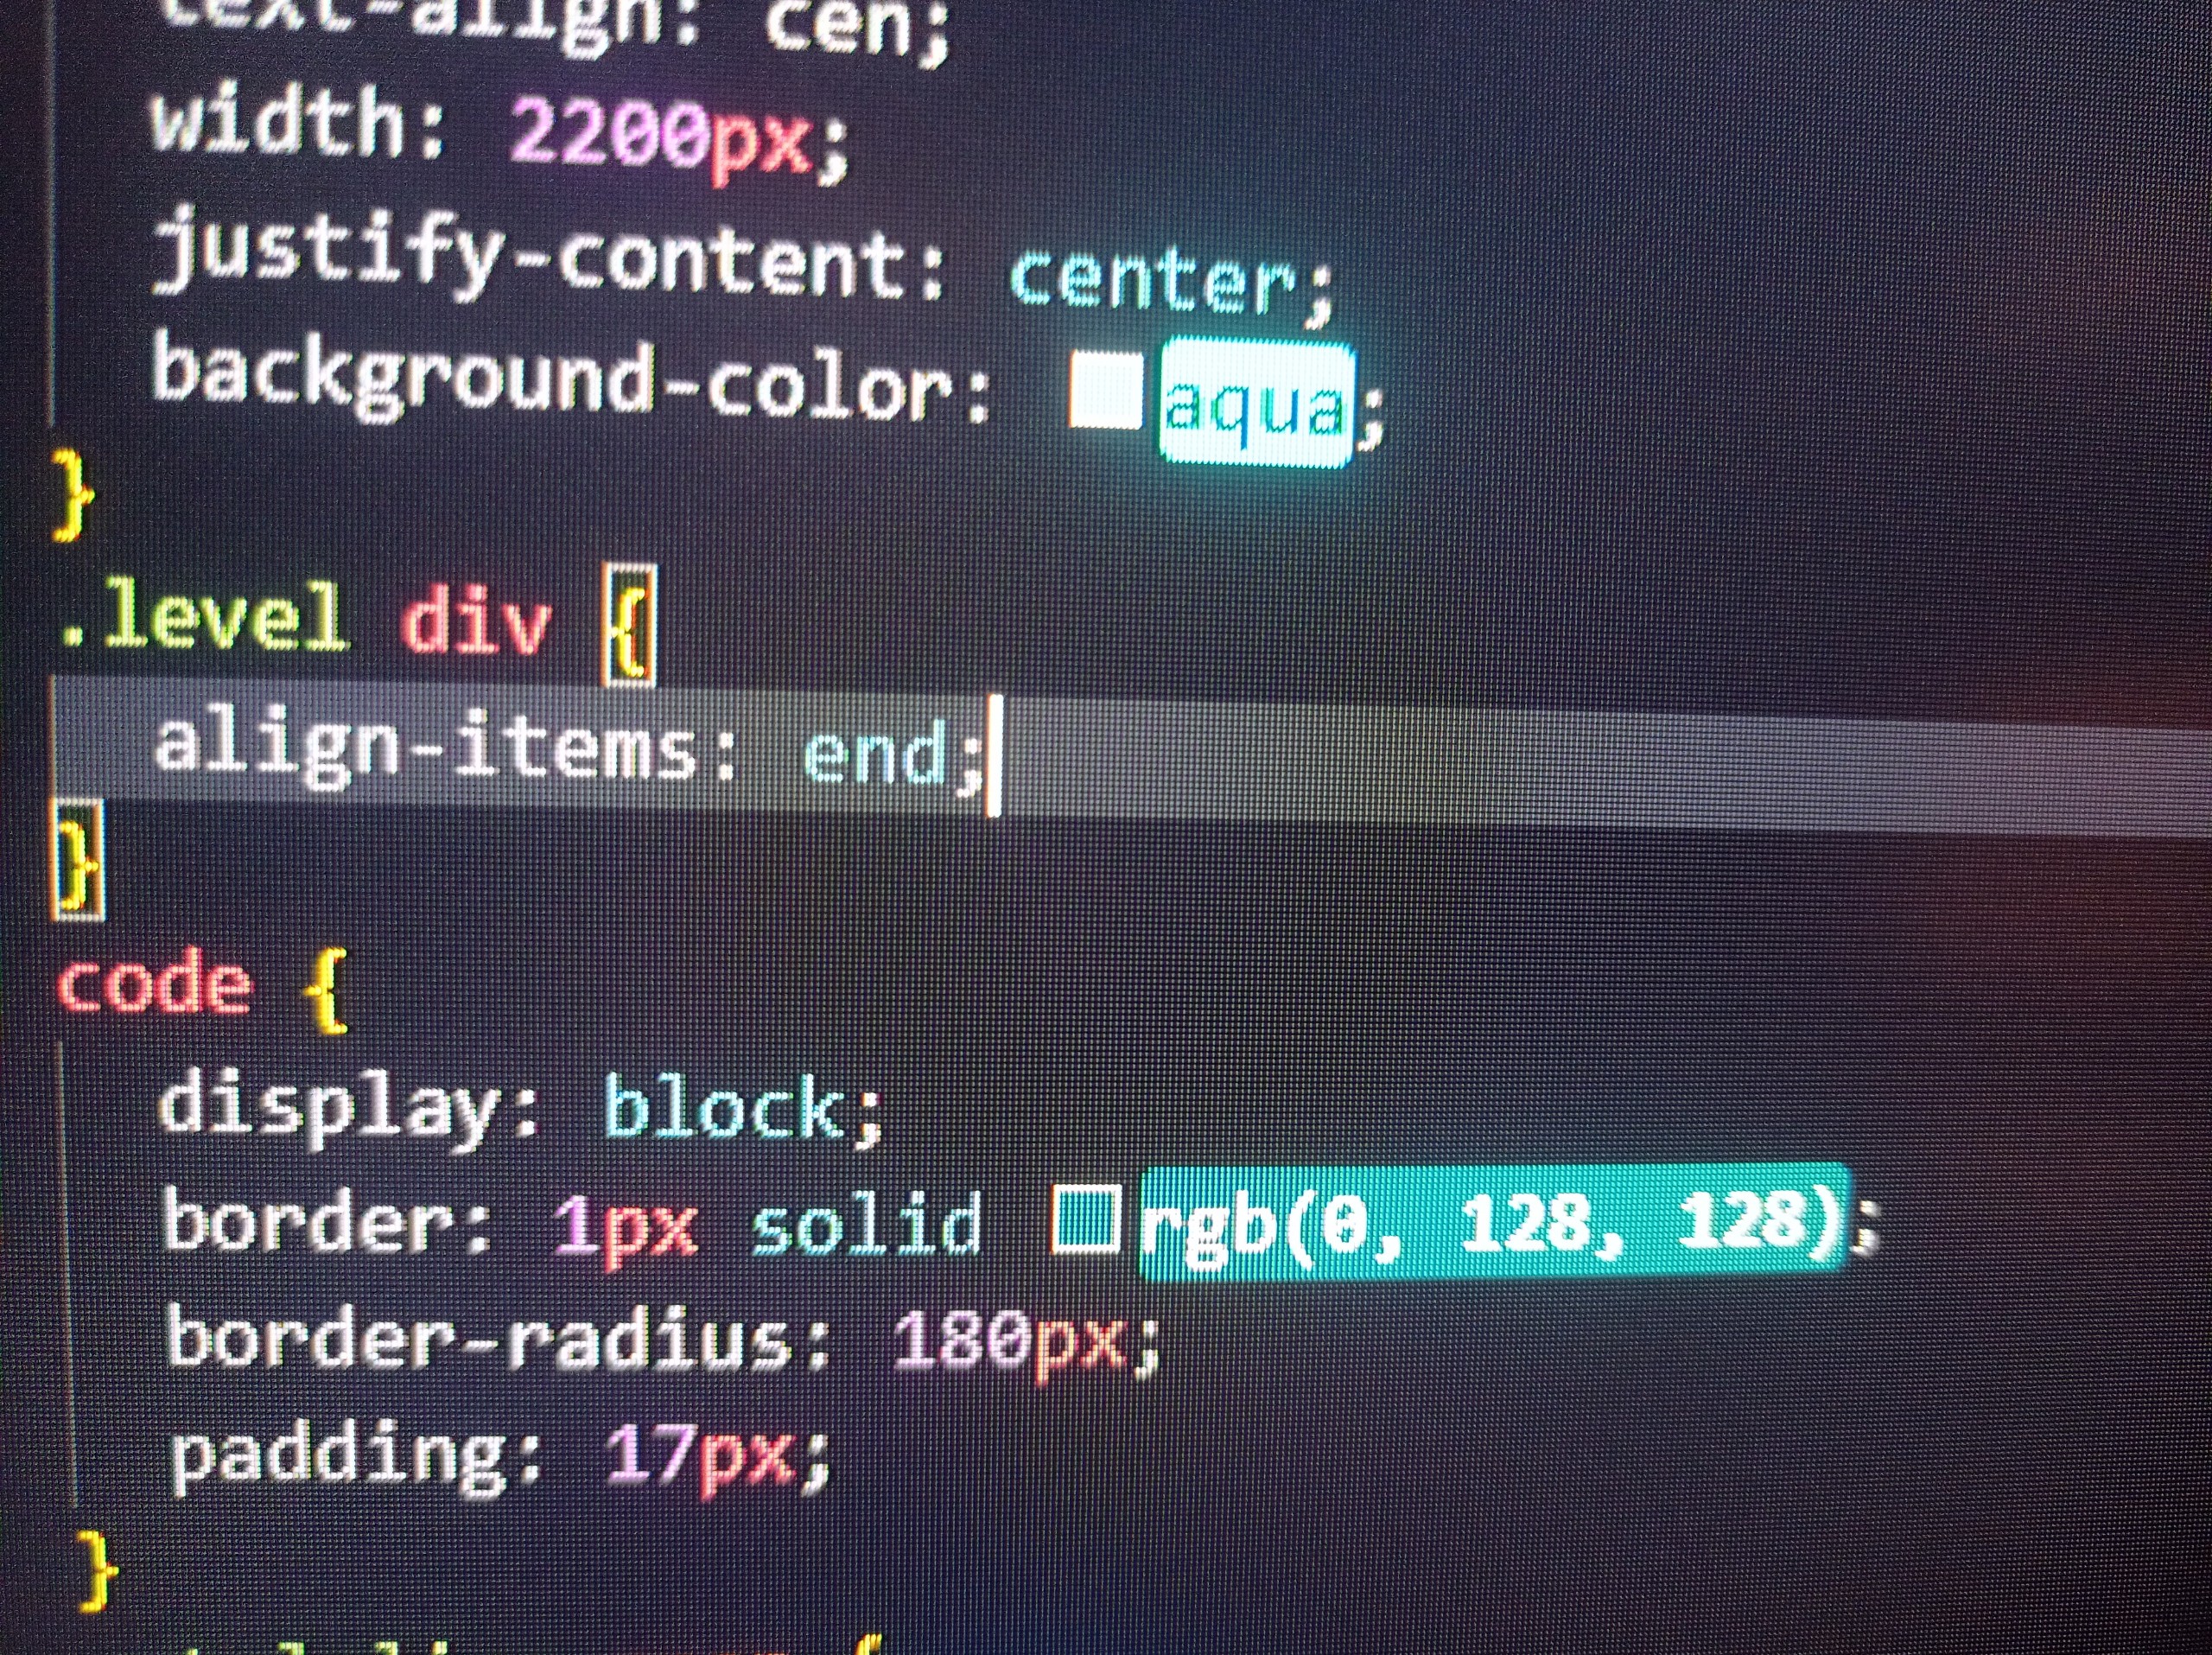 text-align: cen;
width: 2200px;
justify-content: center;
background-color: aqua;
}
.level div {
align-items: end;
}
code {
display: block;
border: 1px solid rgb(0, 128, 128);
border-radius: 180px;
padding: 17px;
}
{